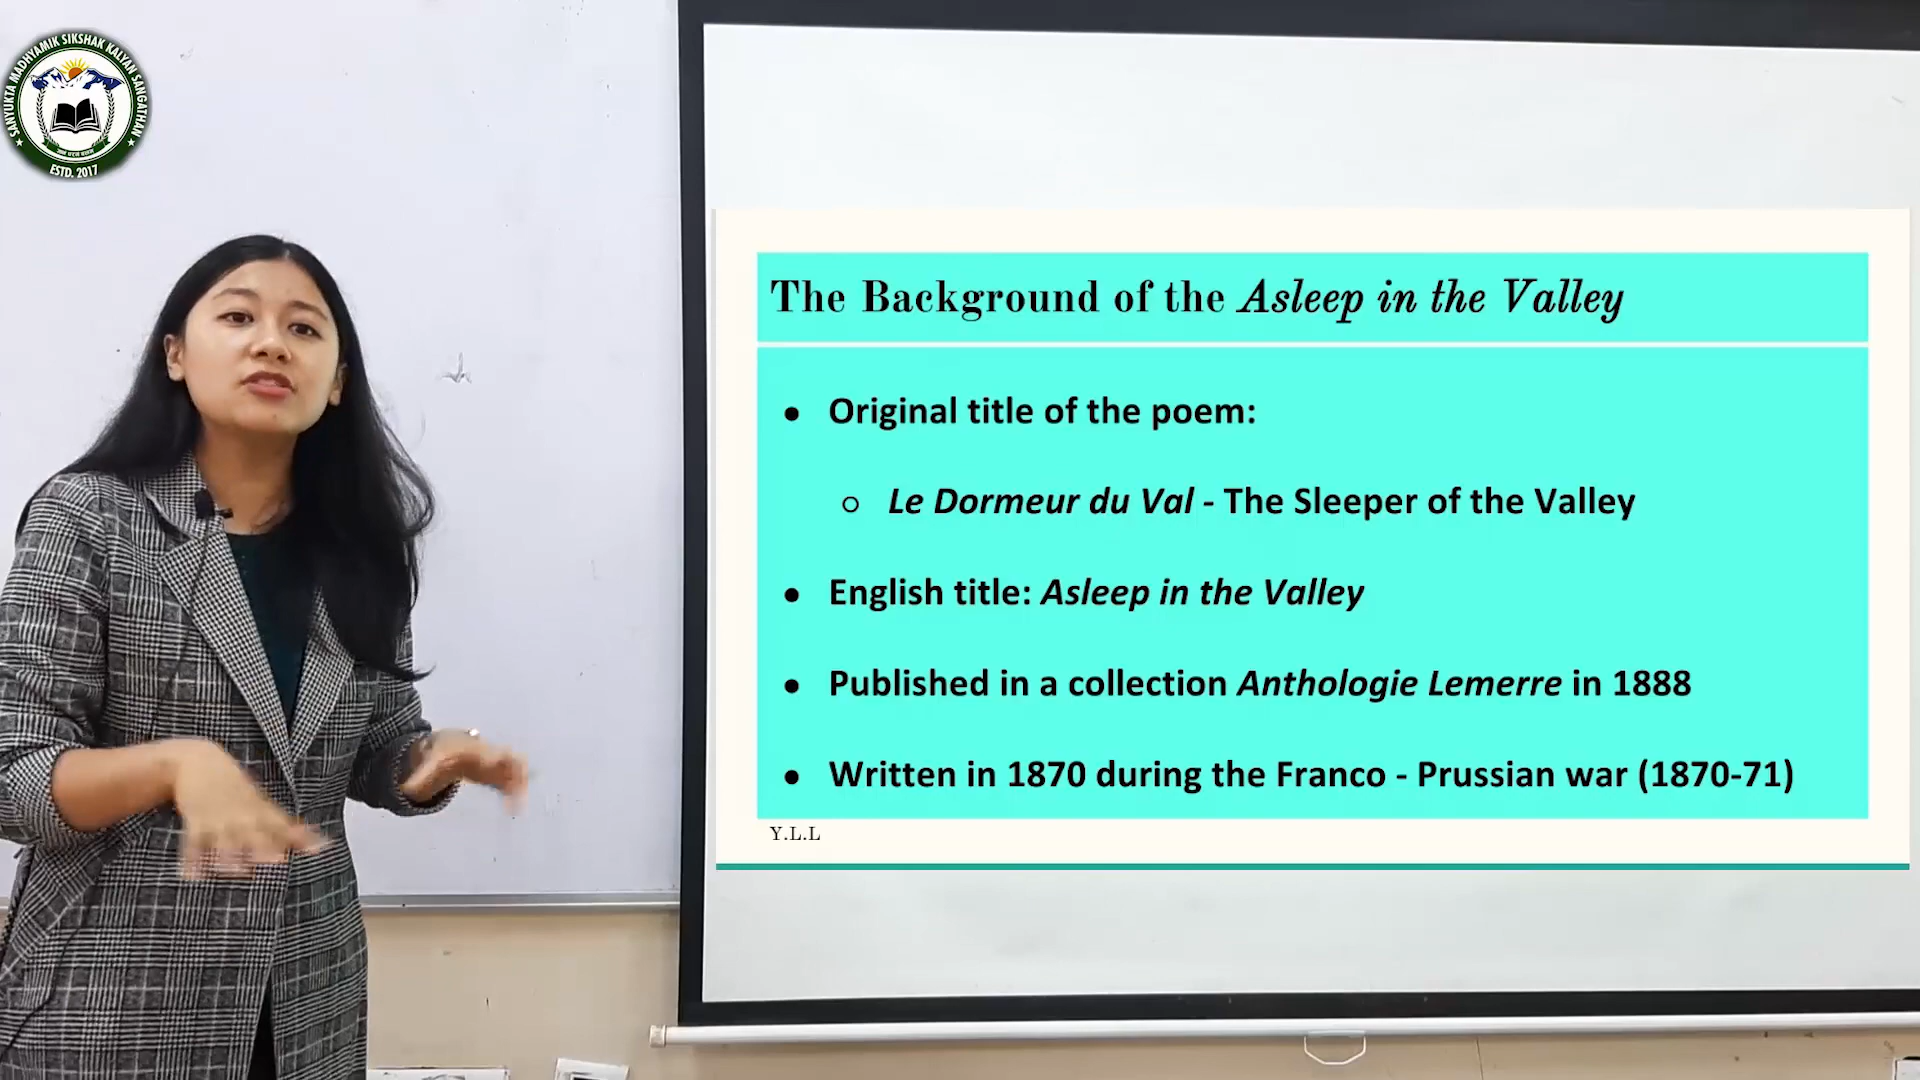 SANYUKTA MADHYAMIK SIKSHAK KALYAN SANGATHAN
ESTD. 2017
The Background of the Asleep in the Valley
● Original title of the poem:
○ Le Dormeur du Val - The Sleeper of the Valley
● English title: Asleep in the Valley
● Published in a collection Anthologie Lemerre in 1888
● Written in 1870 during the Franco - Prussian war (1870-71)
Y.L.L